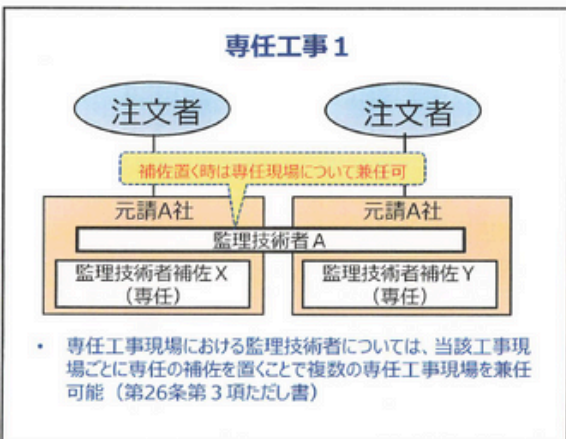 専任工事1
注文者
注文者
補佐置く時は専任現場について兼任可
元請A社
元請A社
監理技術者A
監理技術者補佐X
(専任)
監理技術者補佐Y
(専任)
• 専任工事現場における監理技術者については、当該工事現
場ごとに専任の補佐を置くことで複数の専任工事現場を兼任
可能（第26条第3項ただし書）